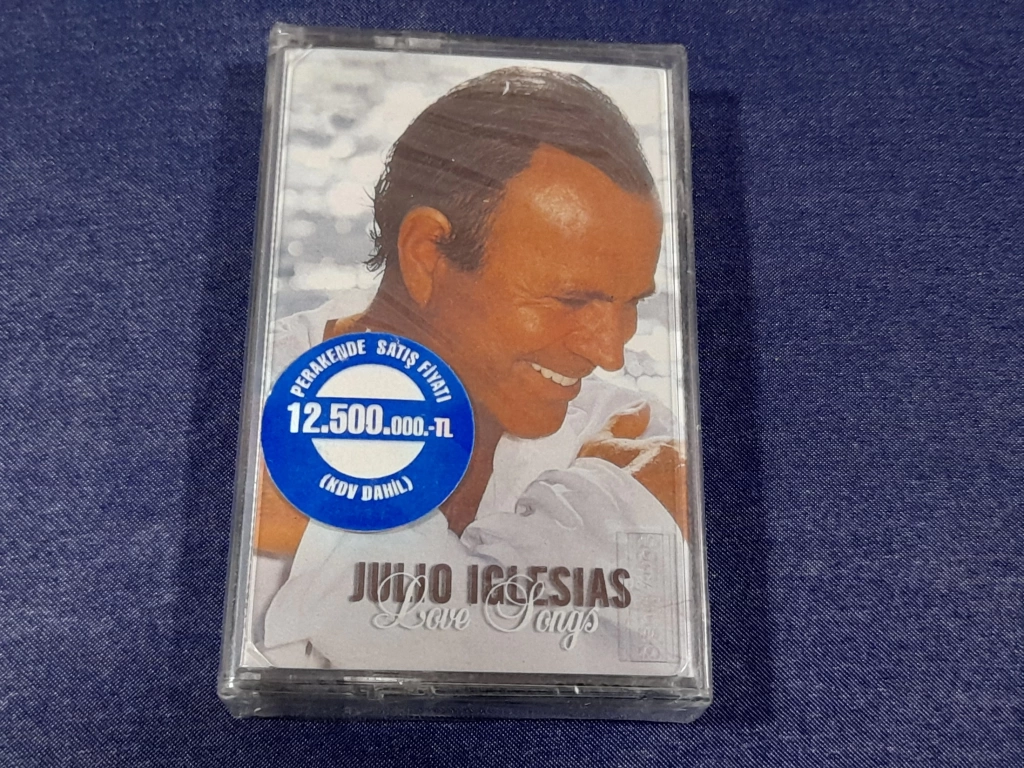 PERAKENDE SATIŞ FİYATI
12.500.000.-TL
(KDV DAHİL)
JULIO IGLESIAS
Love Songs